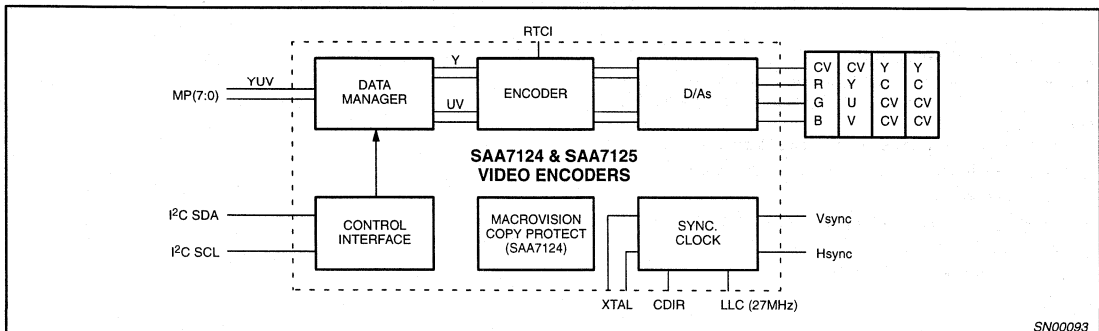 RTCI
YUV
MP(7:0)
DATA
MANAGER
Y
UV
ENCODER
D/As
CV CV Y Y
R Y C C
G U CV CV
B V CV CV
SAA7124 & SAA7125
VIDEO ENCODERS
I²C SDA
I²C SCL
CONTROL
INTERFACE
MACROVISION
COPY PROTECT
(SAA7124)
SYNC.
CLOCK
Vsync
Hsync
XTAL CDIR LLC (27MHz)
SN00093